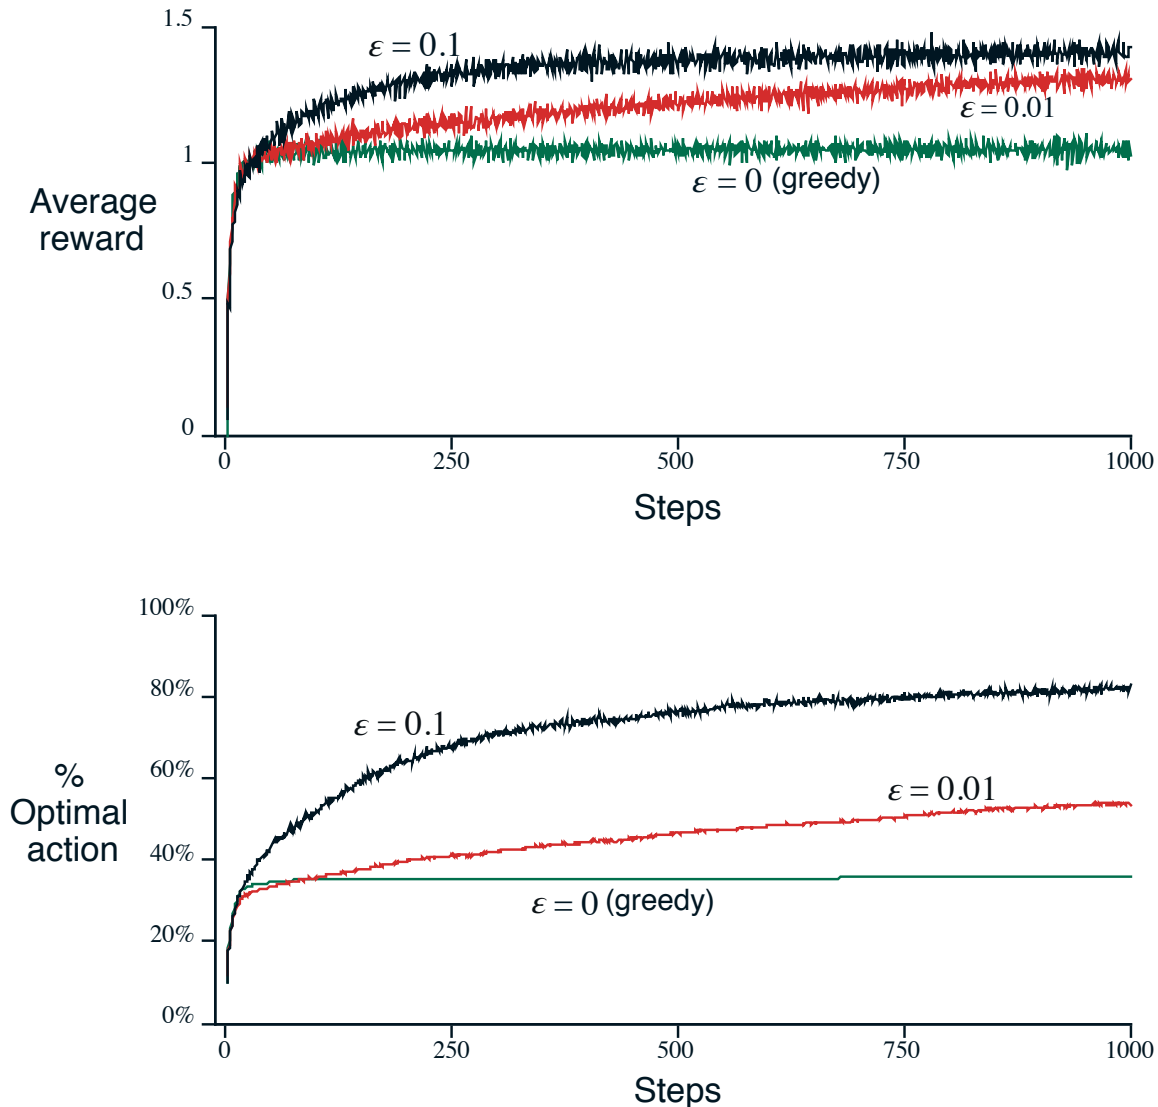 1.5
ε = 0.1
ε = 0.01
1
ε = 0 (greedy)
Average
reward
0.5
0
0 250 500 750 1000
Steps
100%
80%
ε = 0.1
60%
%
Optimal
action
ε = 0.01
40%
ε = 0 (greedy)
20%
0%
0 250 500 750 1000
Steps